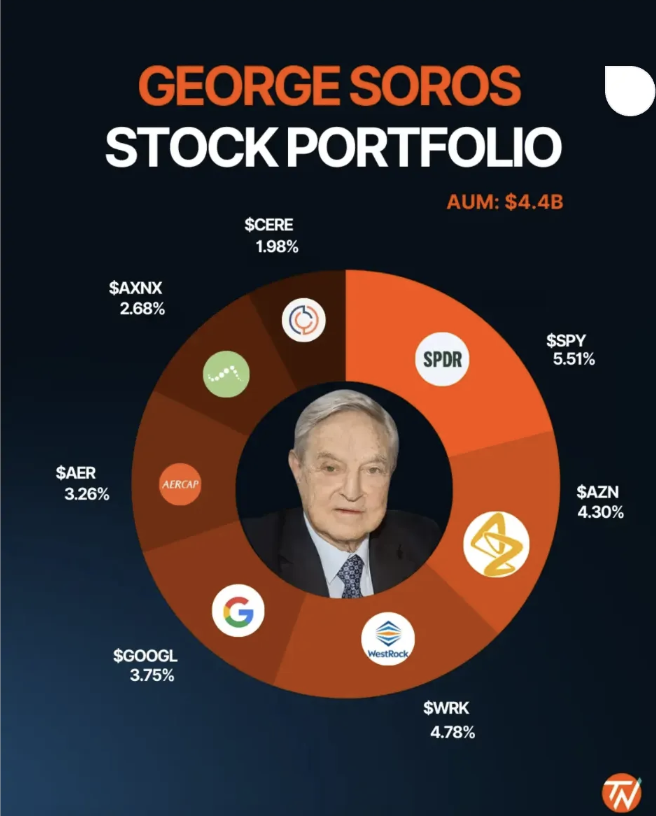 GEORGE SOROS
STOCK PORTFOLIO
AUM: $4.4B
$CERE
1.98%
$AXNX
2.68%
$SPY
5.51%
SPDR
$AER
3.26%
AERCAP
$AZN
4.30%
$GOOGL
3.75%
G
WestRock
$WRK
4.78%
TN